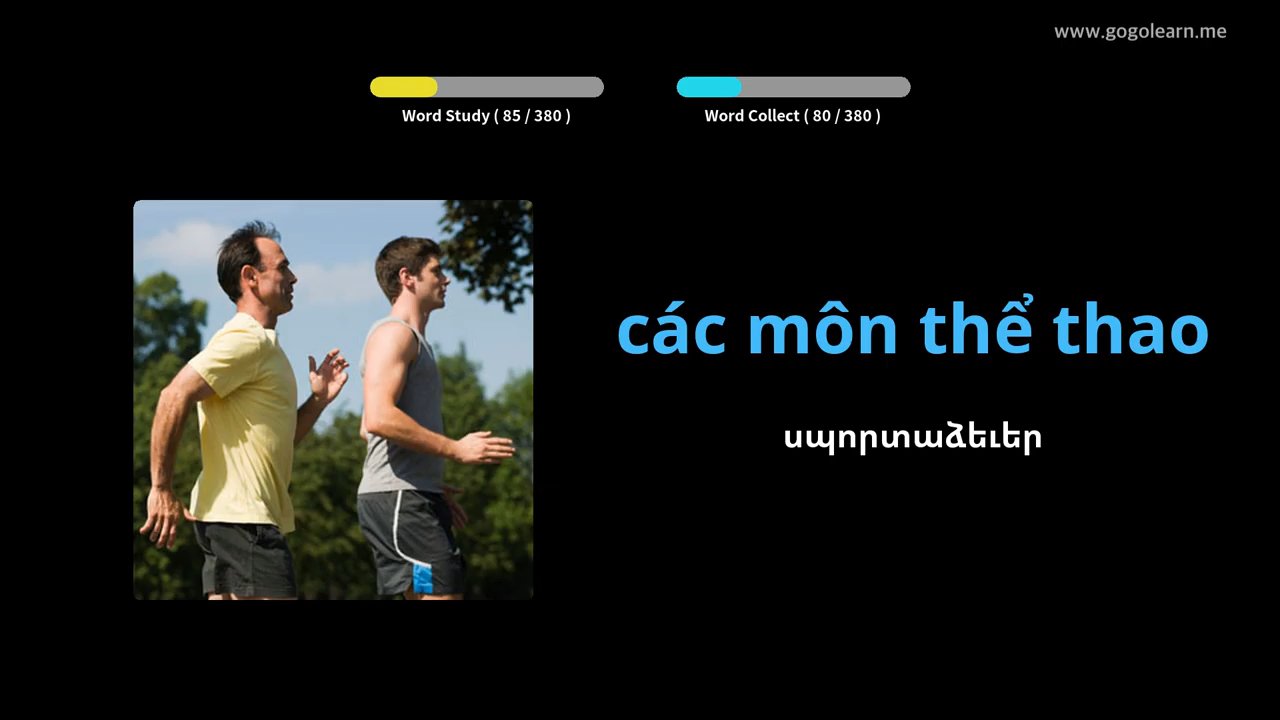 www.gogolearn.me
Word Study ( 85 / 380 )
Word Collect ( 80 / 380 )
các môn thể thao
սպորտաձեւեր